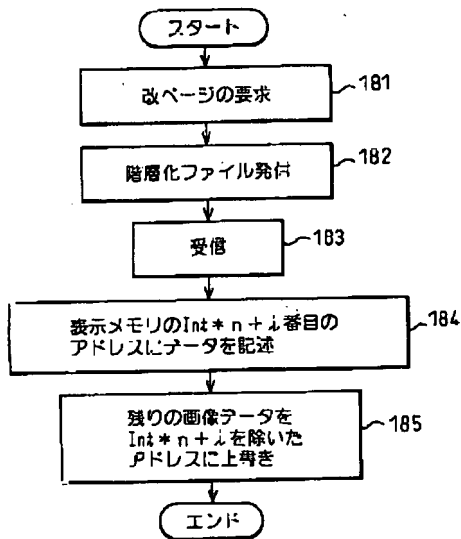 スタート
改ページの要求
181
階層化ファイル発付
182
受信
183
表示メモリのInt*n+i番目の
アドレスにデータを記述
184
残りの画像データを
Int*n+iを除いた
アドレスに上書き
185
エンド